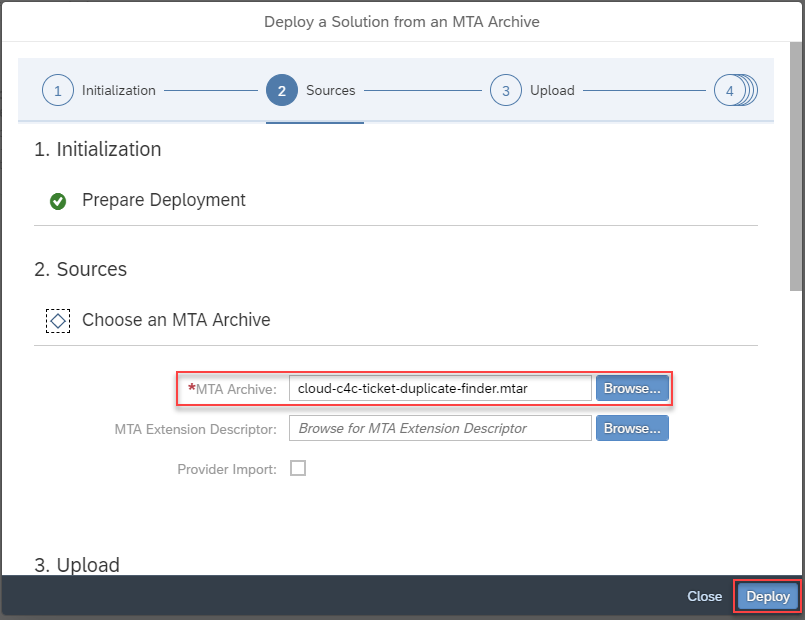 Deploy a Solution from an MTA Archive
1 Initialization 2 Sources 3 Upload 4
1. Initialization
Prepare Deployment
2. Sources
Choose an MTA Archive
*MTA Archive: cloud-c4c-ticket-duplicate-finder.mtar Browse...
MTA Extension Descriptor: Browse for MTA Extension Descriptor Browse...
Provider Import:
3. Upload
Close Deploy